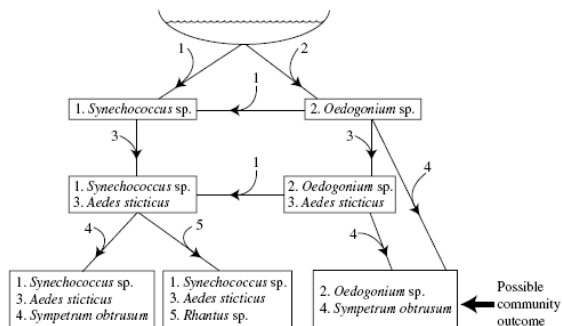 1
2
1
1. Synechococcus sp.
2. Oedogonium sp.
3
3
1
4
1. Synechococcus sp.
3. Aedes sticticus
2. Oedogonium sp.
3. Aedes sticticus
4
5
4
1. Synechococcus sp.
3. Aedes sticticus
4. Sympetrum obtrusum
1. Synechococcus sp.
3. Aedes sticticus
5. Rhantus sp.
2. Oedogonium sp.
4. Sympetrum obtusum
Possible
community
outcome